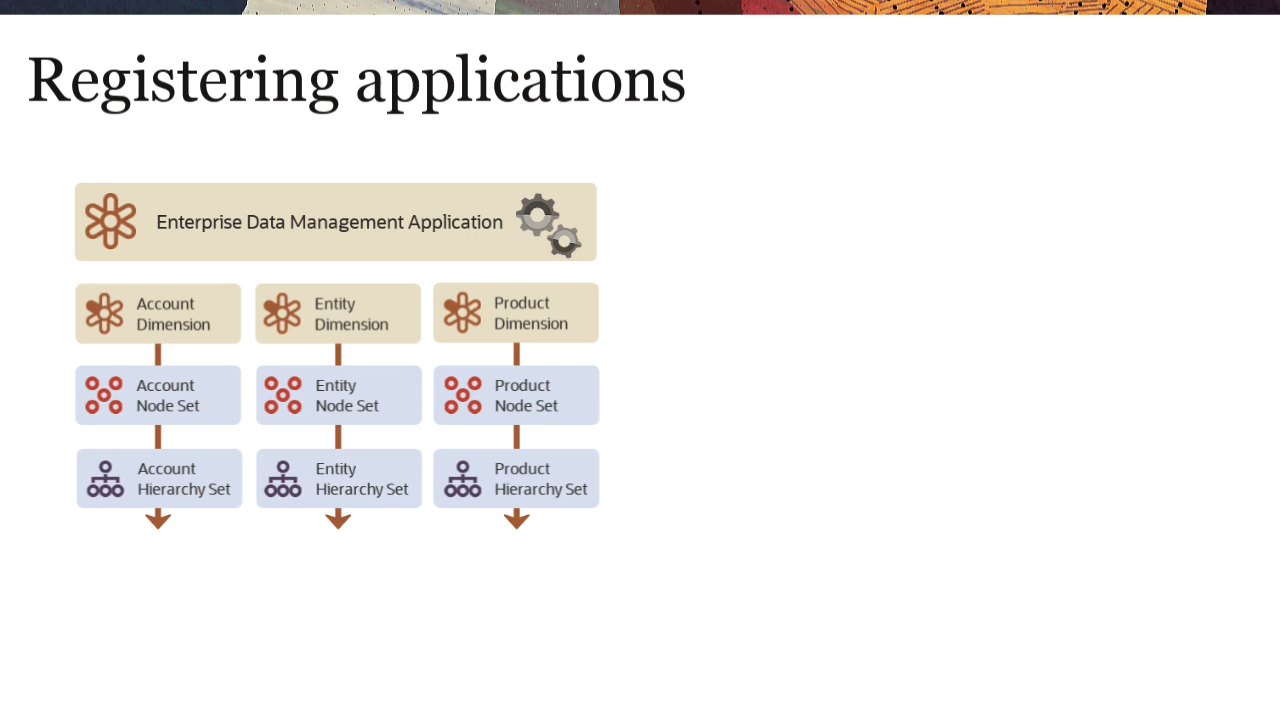 Registering applications
Enterprise Data Management Application
Account
Dimension
Entity
Dimension
Product
Dimension
Account
Node Set
Entity
Node Set
Product
Node Set
Account
Hierarchy Set
Entity
Hierarchy Set
Product
Hierarchy Set